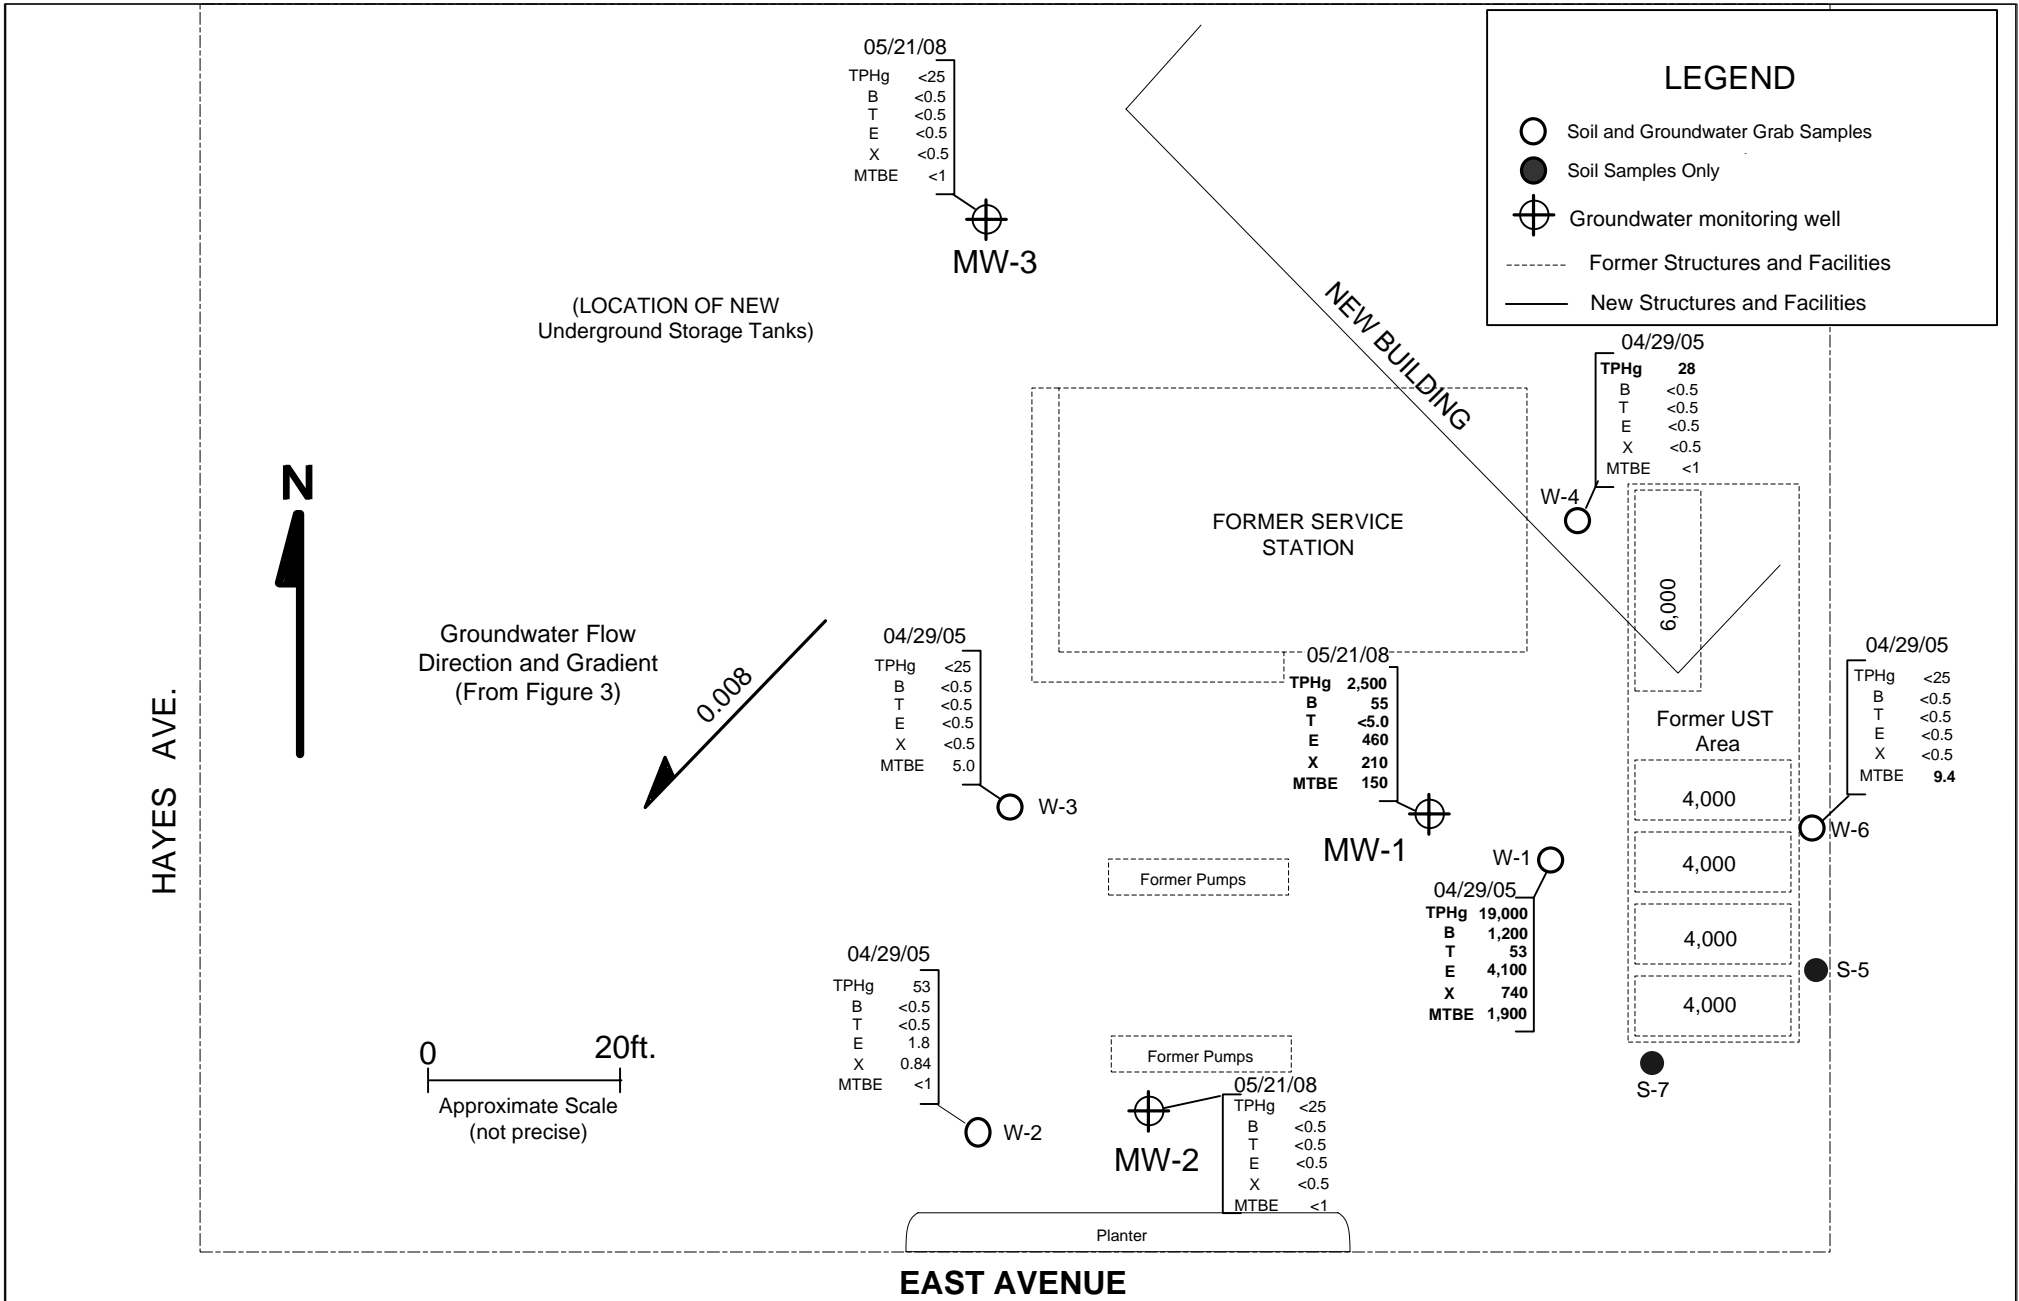 05/21/08
TPHg <25
B <0.5
T <0.5
E <0.5
X <0.5
MTBE <1
MW-3
LEGEND
Soil and Groundwater Grab Samples
Soil Samples Only
Groundwater monitoring well
Former Structures and Facilities
New Structures and Facilities
(LOCATION OF NEW
Underground Storage Tanks)
NEW BUILDING
04/29/05
TPHg 28
B <0.5
T <0.5
E <0.5
X <0.5
MTBE <1
W-4
N
FORMER SERVICE
STATION
6,000
Groundwater Flow
Direction and Gradient
(From Figure 3)
0.008
04/29/05
TPHg <25
B <0.5
T <0.5
E <0.5
X <0.5
MTBE 5.0
W-3
05/21/08
TPHg 2,500
B 55
T <5.0
E 460
X 210
MTBE 150
MW-1
04/29/05
TPHg <25
B <0.5
T <0.5
E <0.5
X <0.5
MTBE 9.4
W-6
Former UST
Area
4,000
4,000
4,000
4,000
HAYES AVE.
Former Pumps
W-1
04/29/05
TPHg 19,000
B 1,200
T 53
E 4,100
X 740
MTBE 1,900
S-5
S-7
04/29/05
TPHg 53
B <0.5
T <0.5
E 1.8
X 0.84
MTBE <1
W-2
0 20ft.
Approximate Scale
(not precise)
Former Pumps
05/21/08
TPHg <25
B <0.5
T <0.5
E <0.5
X <0.5
MTBE <1
MW-2
Planter
EAST AVENUE